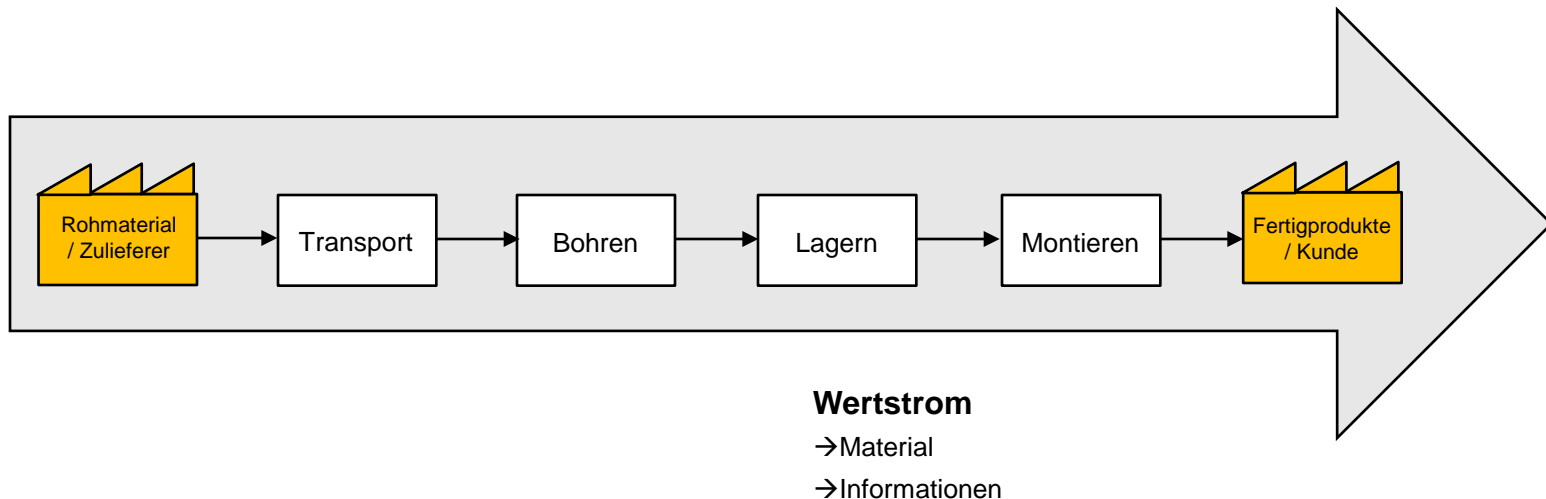 Rohmaterial
/ Zulieferer
Transport
Bohren
Lagern
Montieren
Fertigprodukte
/ Kunde
Wertstrom
→Material
→Informationen